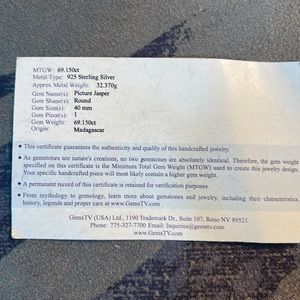 MTGW: 69.150ct
Metal Type: 925 Sterling Silver
Approx Metal Weight: 32.370g
Gem Name(s): Picture Jasper
Gem Shape(s): Round
Gem Size(s): 40 mm
Gem Piece(s): 1
Gem Weight: 69.150ct
Origin: Madagascar
• This certificate guarantees the authenticity and quality of this handcrafted jewelry.
• As gemstones are nature's creations, no two gemstones are absolutely identical. Therefore, the gem weight
specified on this certificate is the Minimum Total Gem Weight (MTGW) used to create this jewelry design.
Your specific handcrafted piece will most likely contain a higher gem weight.
• A permanent record of this certificate is retained for verification purposes.
• From mythology to gemology, learn more about gemstones and jewelry, including their characteristics,
history, legends and proper care at www.GemsTV.com
GemsTV (USA) Ltd., 1190 Trademark Dr., Suite 107, Reno NV 89521
Phone: 775-327-7700 Email: Inquiries@gemstv.com
www.GemsTV.com